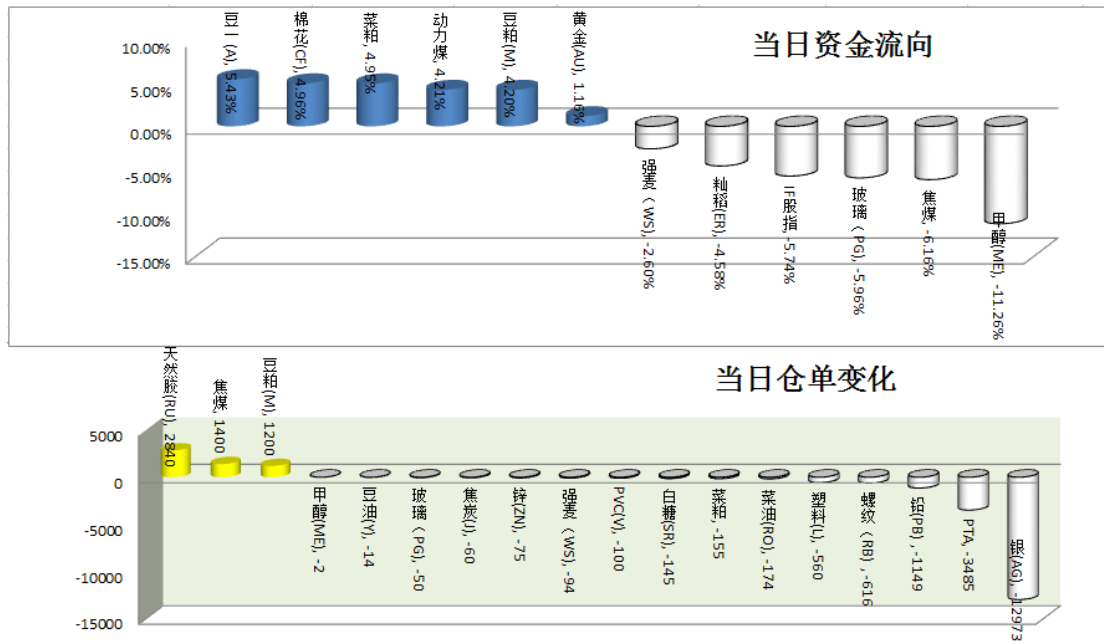 当日资金流向
10.00%
5.00%
0.00%
-5.00%
-10.00%
-15.00%
豆一(A), 5.43%
棉花(CF), 4.96%
菜粕, 4.95%
动力煤, 4.21%
豆粕(M), 4.20%
黄金(AU), 1.16%
强麦（WS), -2.60%
籼稻(ER), -4.58%
IF股指, -5.74%
玻璃（PG), -5.96%
焦煤, -6.16%
甲醇(ME), -11.26%
当日仓单变化
5000
0
-5000
-10000
-15000
天然胶(RU), 2840
焦煤, 1400
豆粕(M), 1200
甲醇(ME), -2
豆油(Y), -14
玻璃（PG), -50
焦炭(J), -60
锌(ZN), -75
强麦（WS), -94
PVC(V), -100
白糖(SR), -145
菜粕, -155
菜油(RO), -174
塑料(L), -560
螺纹（RB) , -616
铅(PB) , -1149
PTA, -3485
银(AG), -12973